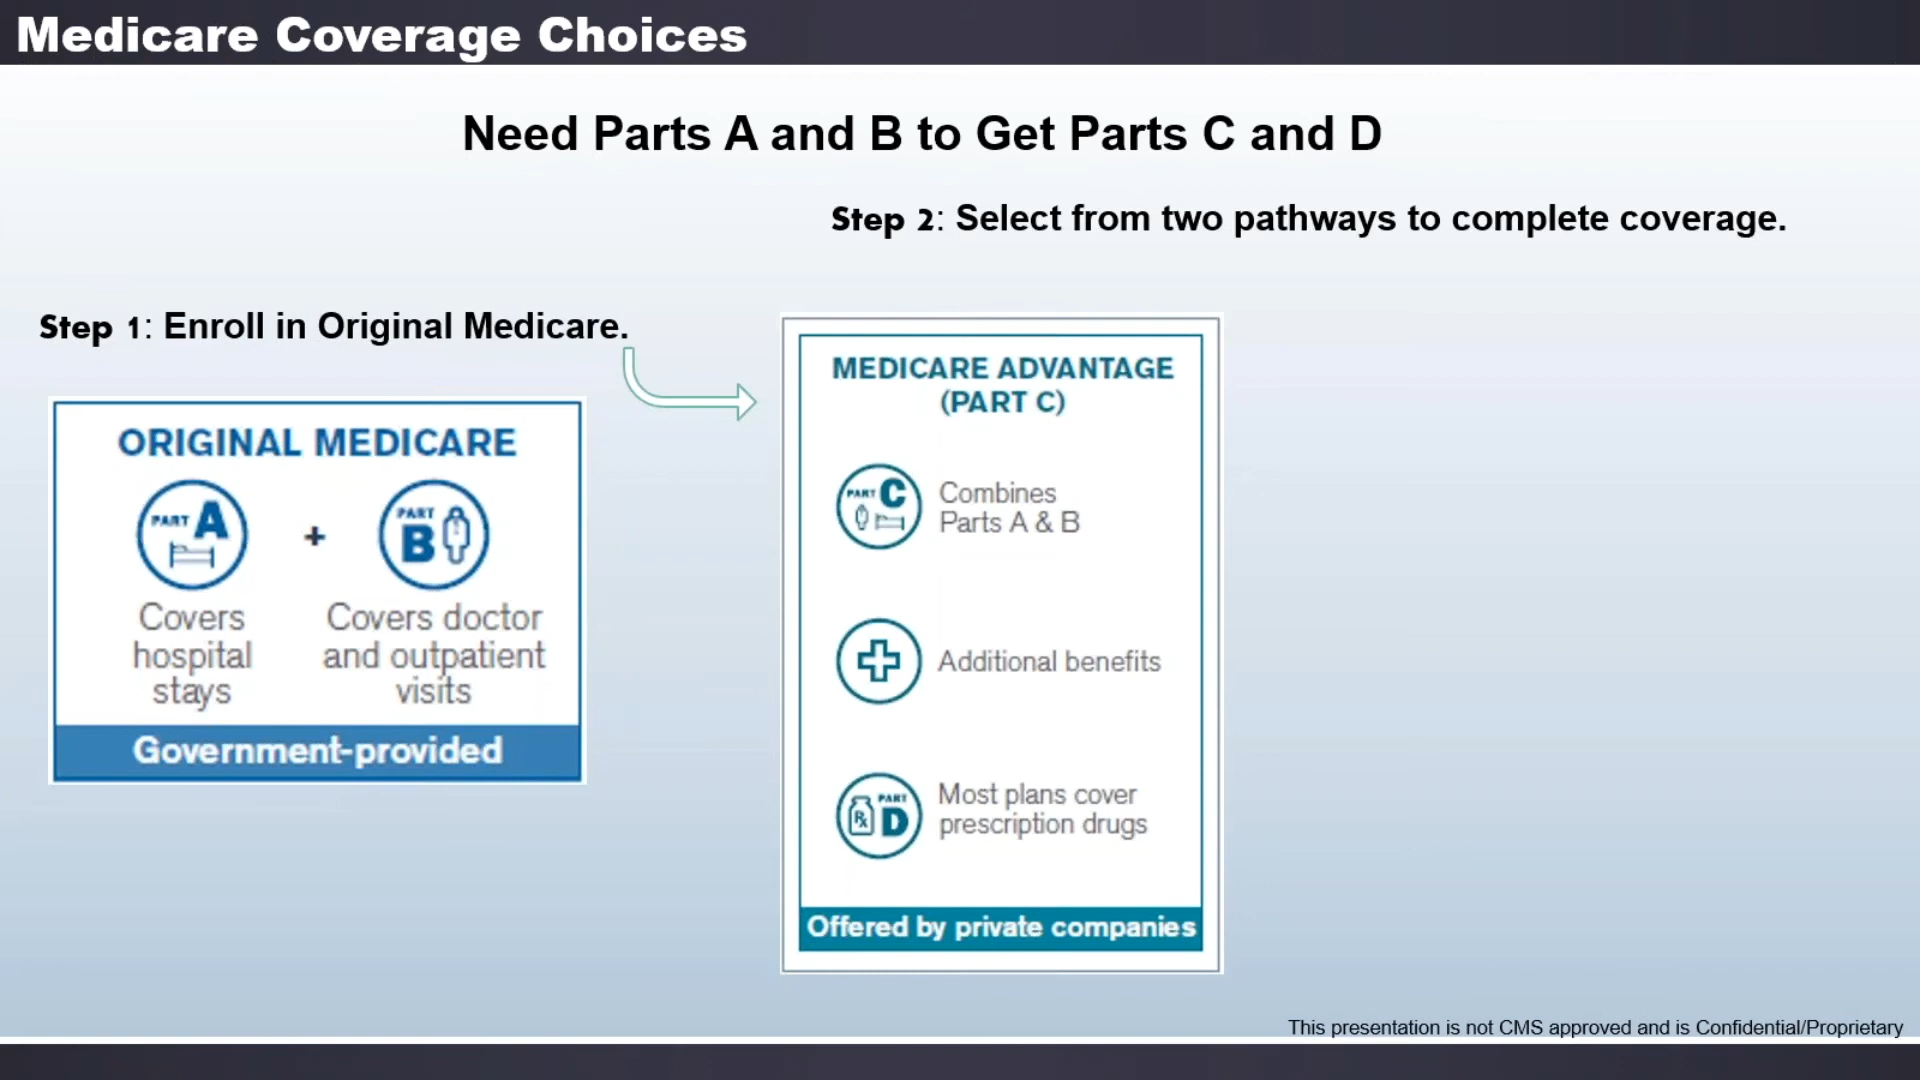 Medicare Coverage Choices
Need Parts A and B to Get Parts C and D
Step 2: Select from two pathways to complete coverage.
Step 1: Enroll in Original Medicare.
ORIGINAL MEDICARE
PART A
+
PART B
Covers hospital stays
Covers doctor and outpatient visits
Government-provided
MEDICARE ADVANTAGE
(PART C)
PART C
Combines
Parts A & B
Additional benefits
Rx PART D
Most plans cover
prescription drugs
Offered by private companies
This presentation is not CMS approved and is Confidential/Proprietary